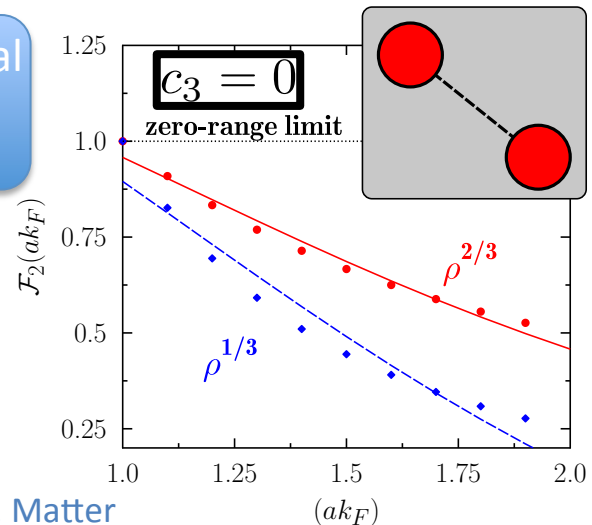 al
c₃ = 0
zero-range limit
1.25
1.0
0.75
0.5
0.25
F₂(ak_F)
ρ^{2/3}
ρ^{1/3}
1.0 1.25 1.5 1.75 2.0
(ak_F)
Matter